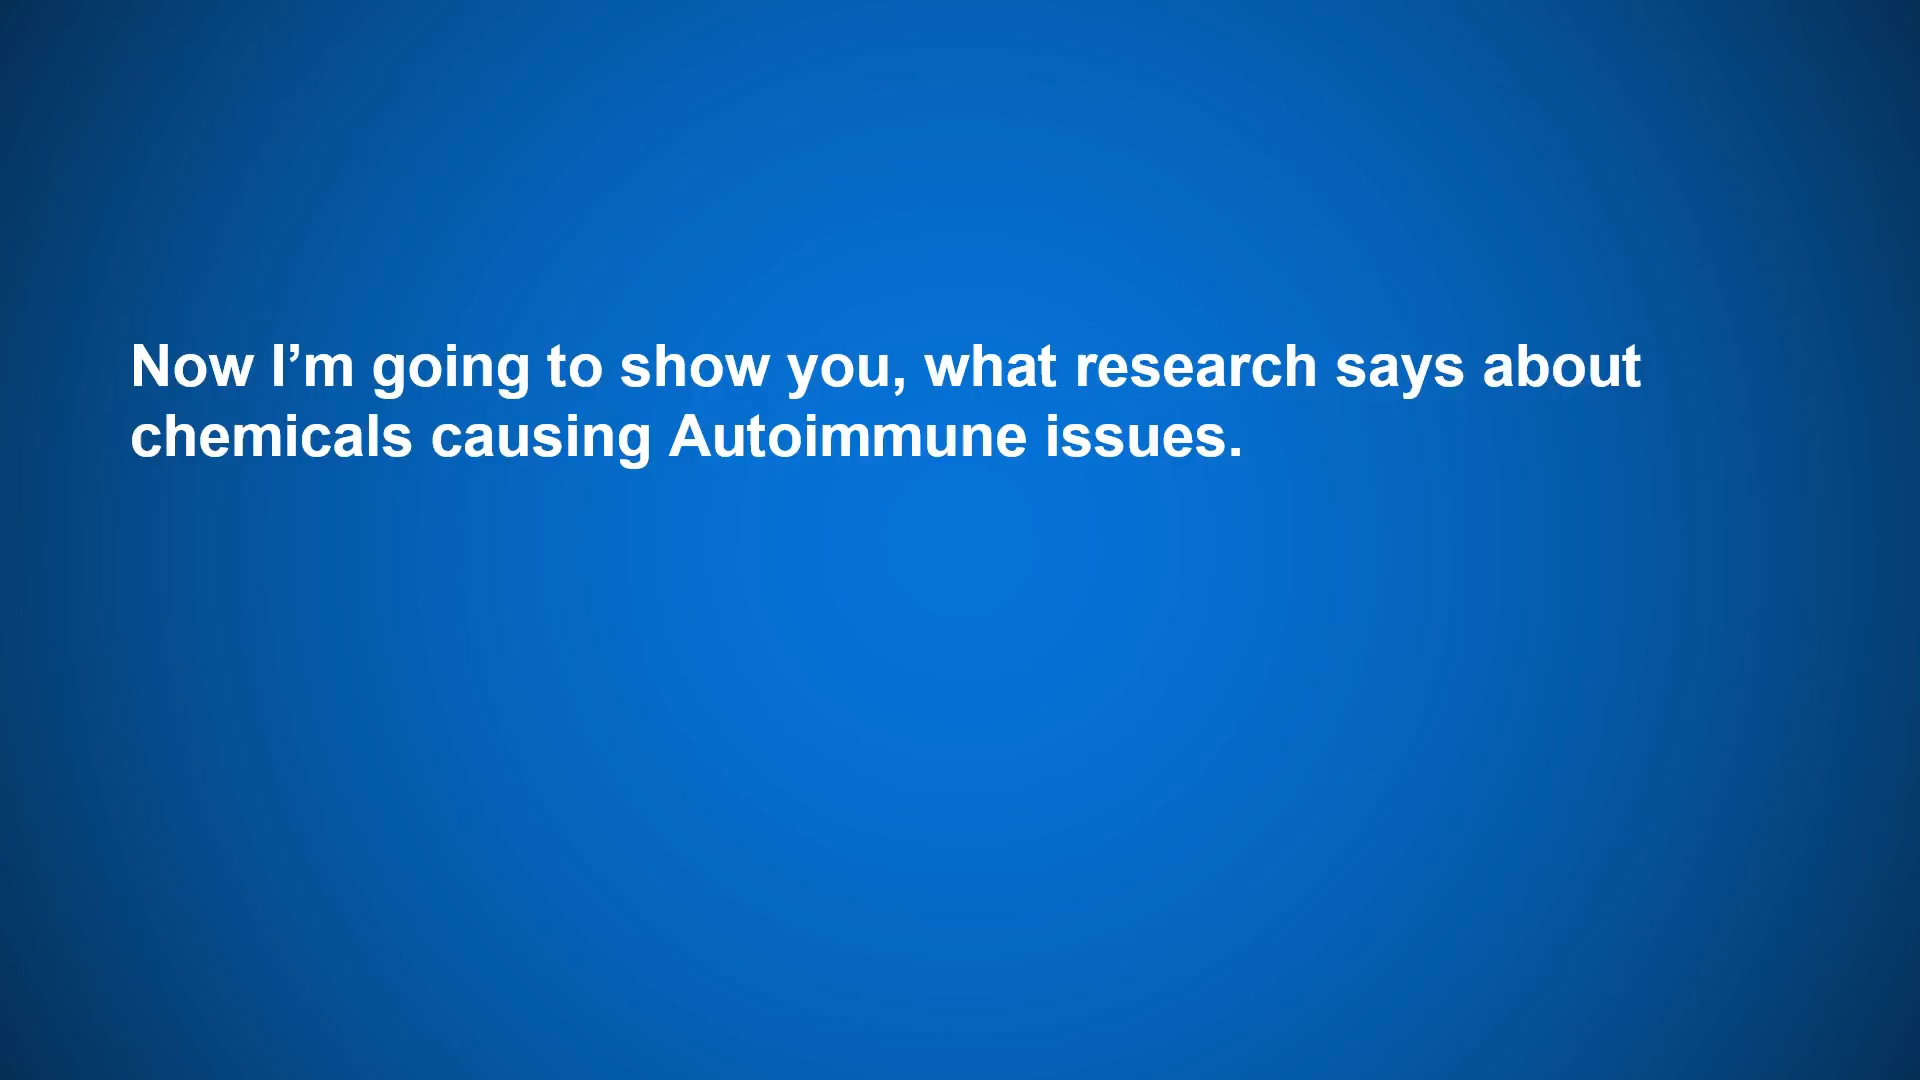 Now I’m going to show you, what research says about
chemicals causing Autoimmune issues.